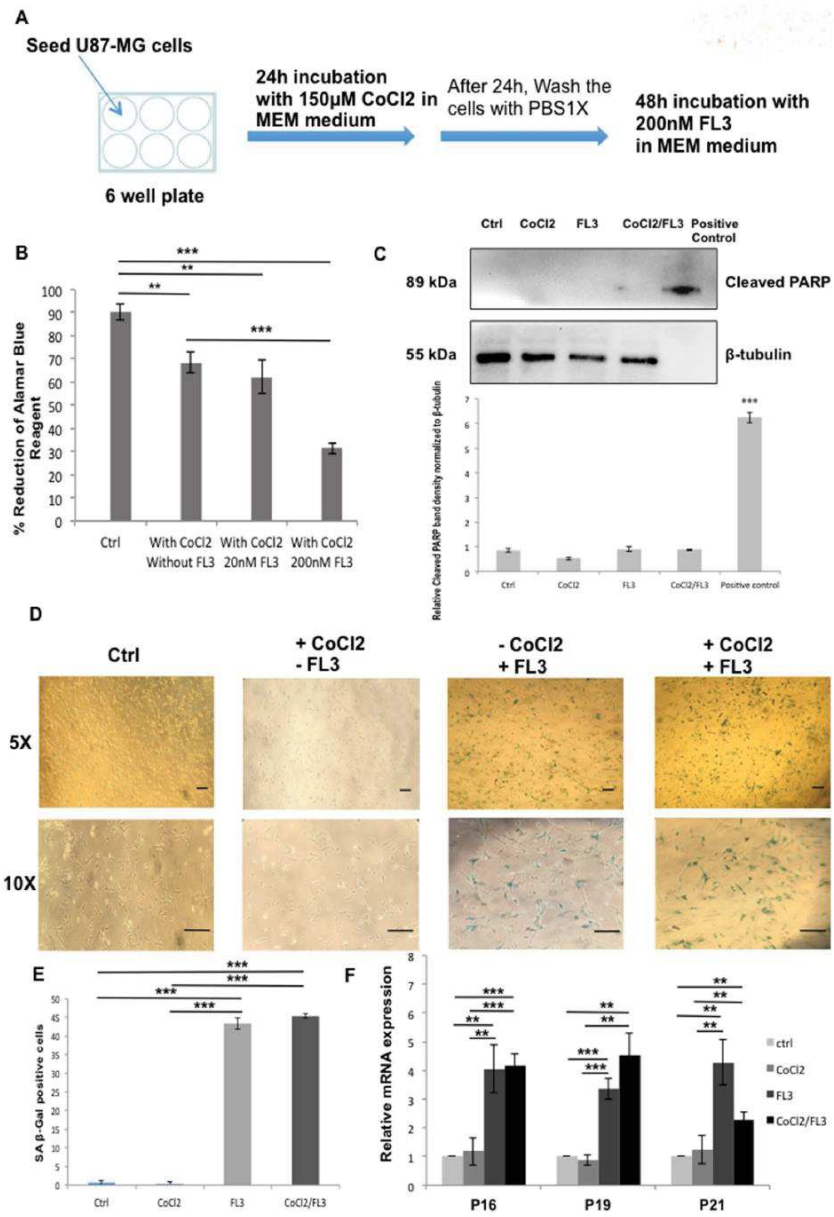 A
Seed U87-MG cells
6 well plate
24h incubation
with 150µM CoCl2 in
MEM medium
After 24h, Wash the
cells with PBS1X
48h incubation with
200nM FL3
in MEM medium
B
***
**
**
***
% Reduction of Alamar Blue
Reagent
100
90
80
70
60
50
40
30
20
10
0
Ctrl
With CoCl2
Without FL3
With CoCl2
20nM FL3
With CoCl2
200nM FL3
C
Ctrl CoCl2 FL3 CoCl2/FL3 Positive
Control
89 kDa
Cleaved PARP
55 kDa
β-tubulin
Relative Cleaved PARP band density normalized to β-tubulin
7
6
5
4
3
2
1
0
***
Ctrl CoCl2 FL3 CoCl2/FL3 Positive control
D
Ctrl
+ CoCl2
- FL3
- CoCl2
+ FL3
+ CoCl2
+ FL3
5X
10X
E
***
***
***
***
SA β-Gal positive cells
50
45
40
35
30
25
20
15
10
5
0
Ctrl CoCl2 FL3 CoCl2/FL3
F
Relative mRNA expression
8
6
4
2
0
***
***
**
**
**
**
***
***
**
**
**
**
ctrl
CoCl2
FL3
CoCl2/FL3
P16 P19 P21